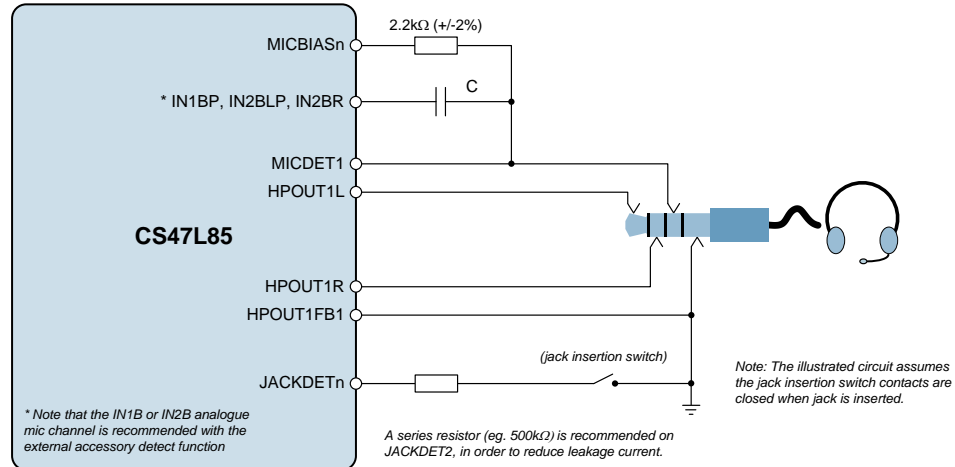 2.2kΩ (+/-2%)
MICBIASn
C
* IN1BP, IN2BLP, IN2BR
MICDET1
HPOUT1L
CS47L85
HPOUT1R
HPOUT1FB1
(jack insertion switch)
JACKDETn
Note: The illustrated circuit assumes
the jack insertion switch contacts are
closed when jack is inserted.
* Note that the IN1B or IN2B analogue
mic channel is recommended with the
external accessory detect function
A series resistor (eg. 500kΩ) is recommended on
JACKDET2, in order to reduce leakage current.